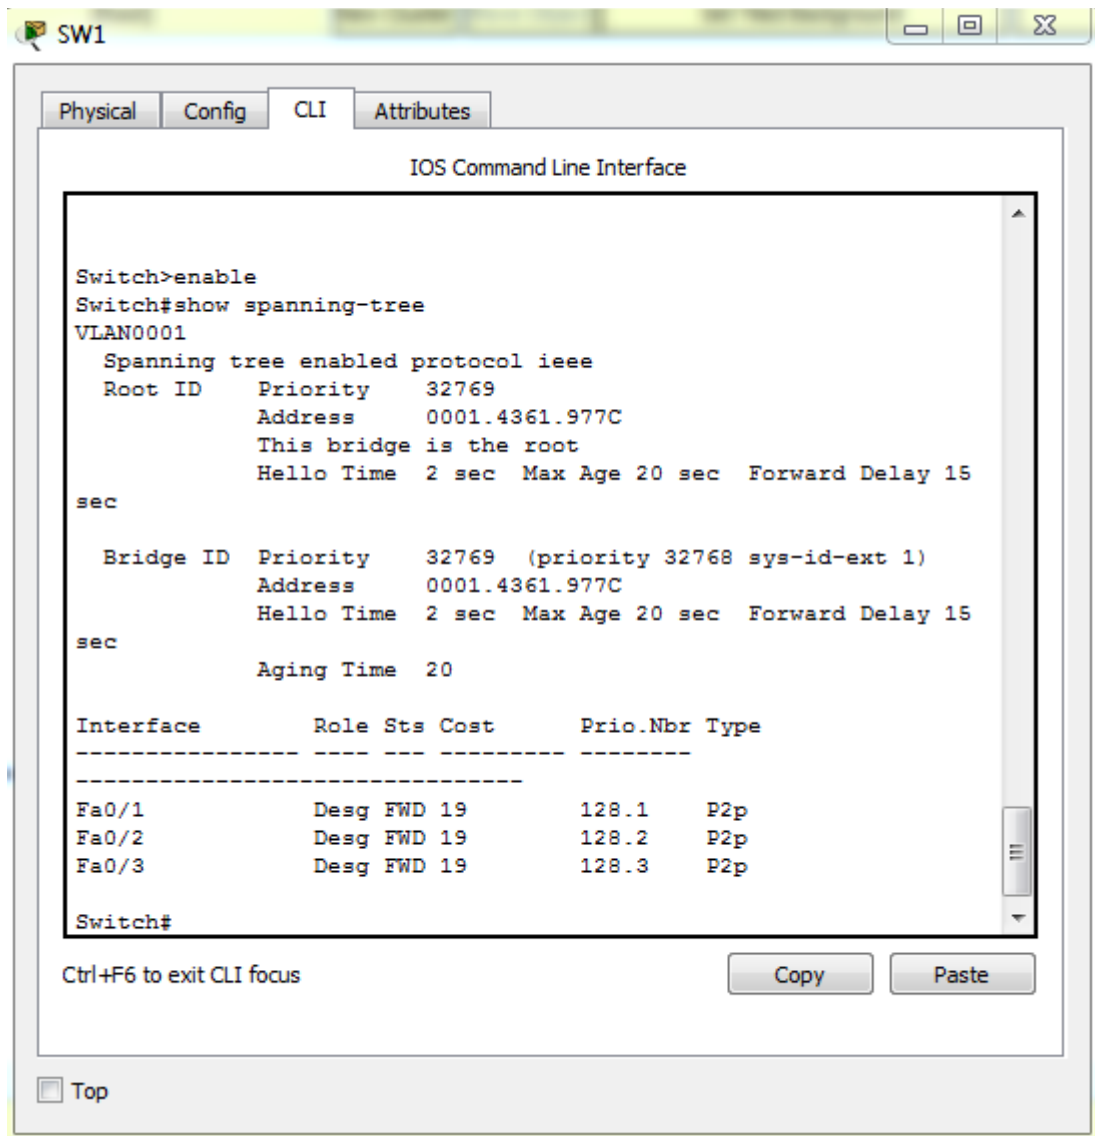 SW1
Physical Config CLI Attributes
IOS Command Line Interface
Switch>enable
Switch#show spanning-tree
VLAN0001
  Spanning tree enabled protocol ieee
  Root ID    Priority    32769
             Address     0001.4361.977C
             This bridge is the root
             Hello Time  2 sec  Max Age 20 sec  Forward Delay 15
sec
  Bridge ID  Priority    32769  (priority 32768 sys-id-ext 1)
             Address     0001.4361.977C
             Hello Time  2 sec  Max Age 20 sec  Forward Delay 15
sec
             Aging Time  20
Interface        Role Sts Cost      Prio.Nbr Type
---------------- ---- --- --------- --------
--------------------------------
Fa0/1            Desg FWD 19        128.1    P2p
Fa0/2            Desg FWD 19        128.2    P2p
Fa0/3            Desg FWD 19        128.3    P2p
Switch#
Ctrl+F6 to exit CLI focus Copy Paste
Top